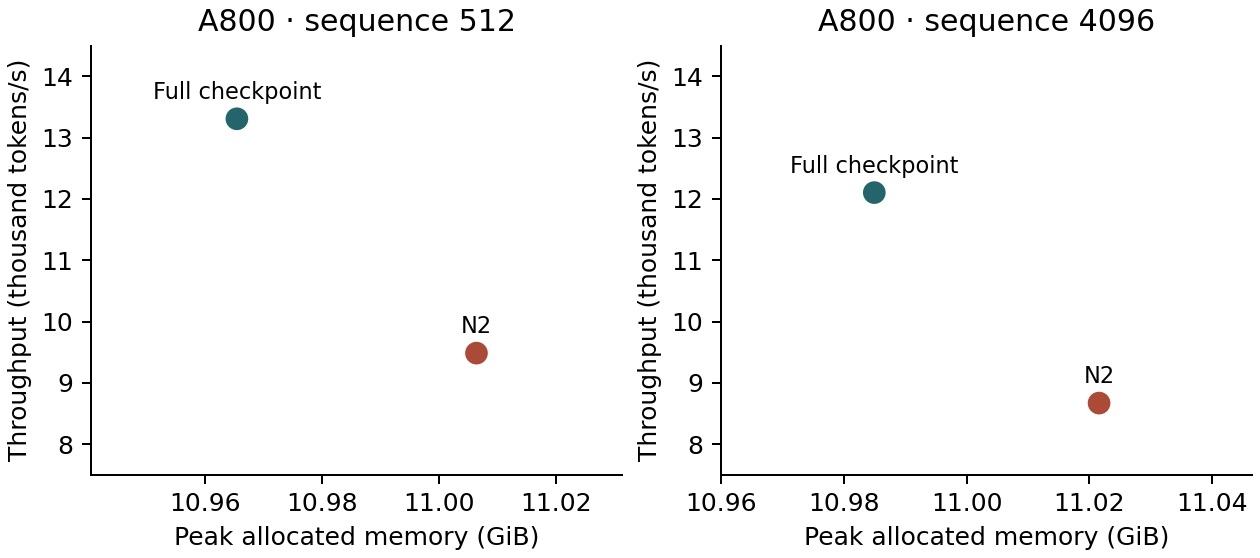 A800 · sequence 512
Throughput (thousand tokens/s)
14
13
12
11
10
9
8
Full checkpoint
N2
10.96
10.98
11.00
11.02
Peak allocated memory (GiB)
A800 · sequence 4096
Throughput (thousand tokens/s)
14
13
12
11
10
9
8
Full checkpoint
N2
10.96
10.98
11.00
11.02
11.04
Peak allocated memory (GiB)